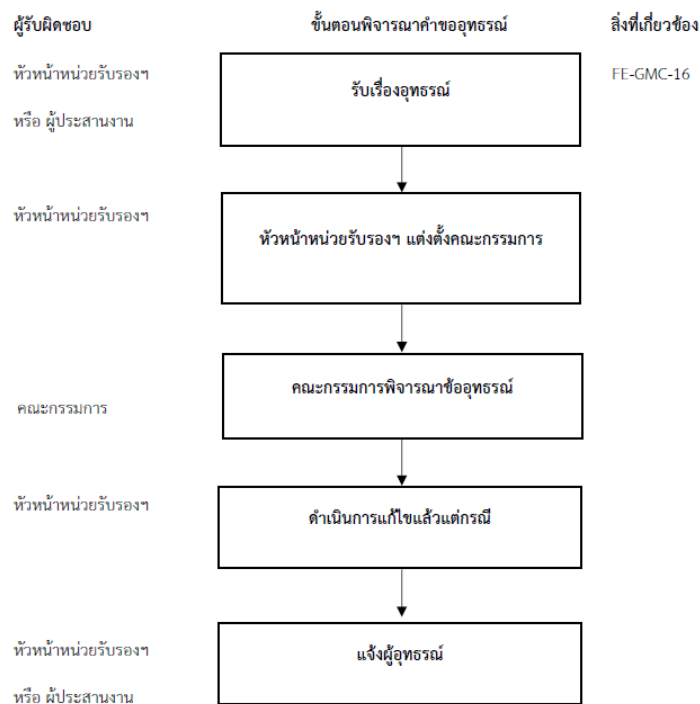 ผู้รับผิดชอบ ขั้นตอนพิจารณาคำขออุทธรณ์ สิ่งที่เกี่ยวข้อง
หัวหน้าหน่วยรับรองฯ
หรือ ผู้ประสานงาน
รับเรื่องอุทธรณ์
FE-GMC-16
หัวหน้าหน่วยรับรองฯ
หัวหน้าหน่วยรับรองฯ แต่งตั้งคณะกรรมการ
คณะกรรมการ
คณะกรรมการพิจารณาข้ออุทธรณ์
หัวหน้าหน่วยรับรองฯ
ดำเนินการแก้ไขแล้วแต่กรณี
หัวหน้าหน่วยรับรองฯ
หรือ ผู้ประสานงาน
แจ้งผู้อุทธรณ์